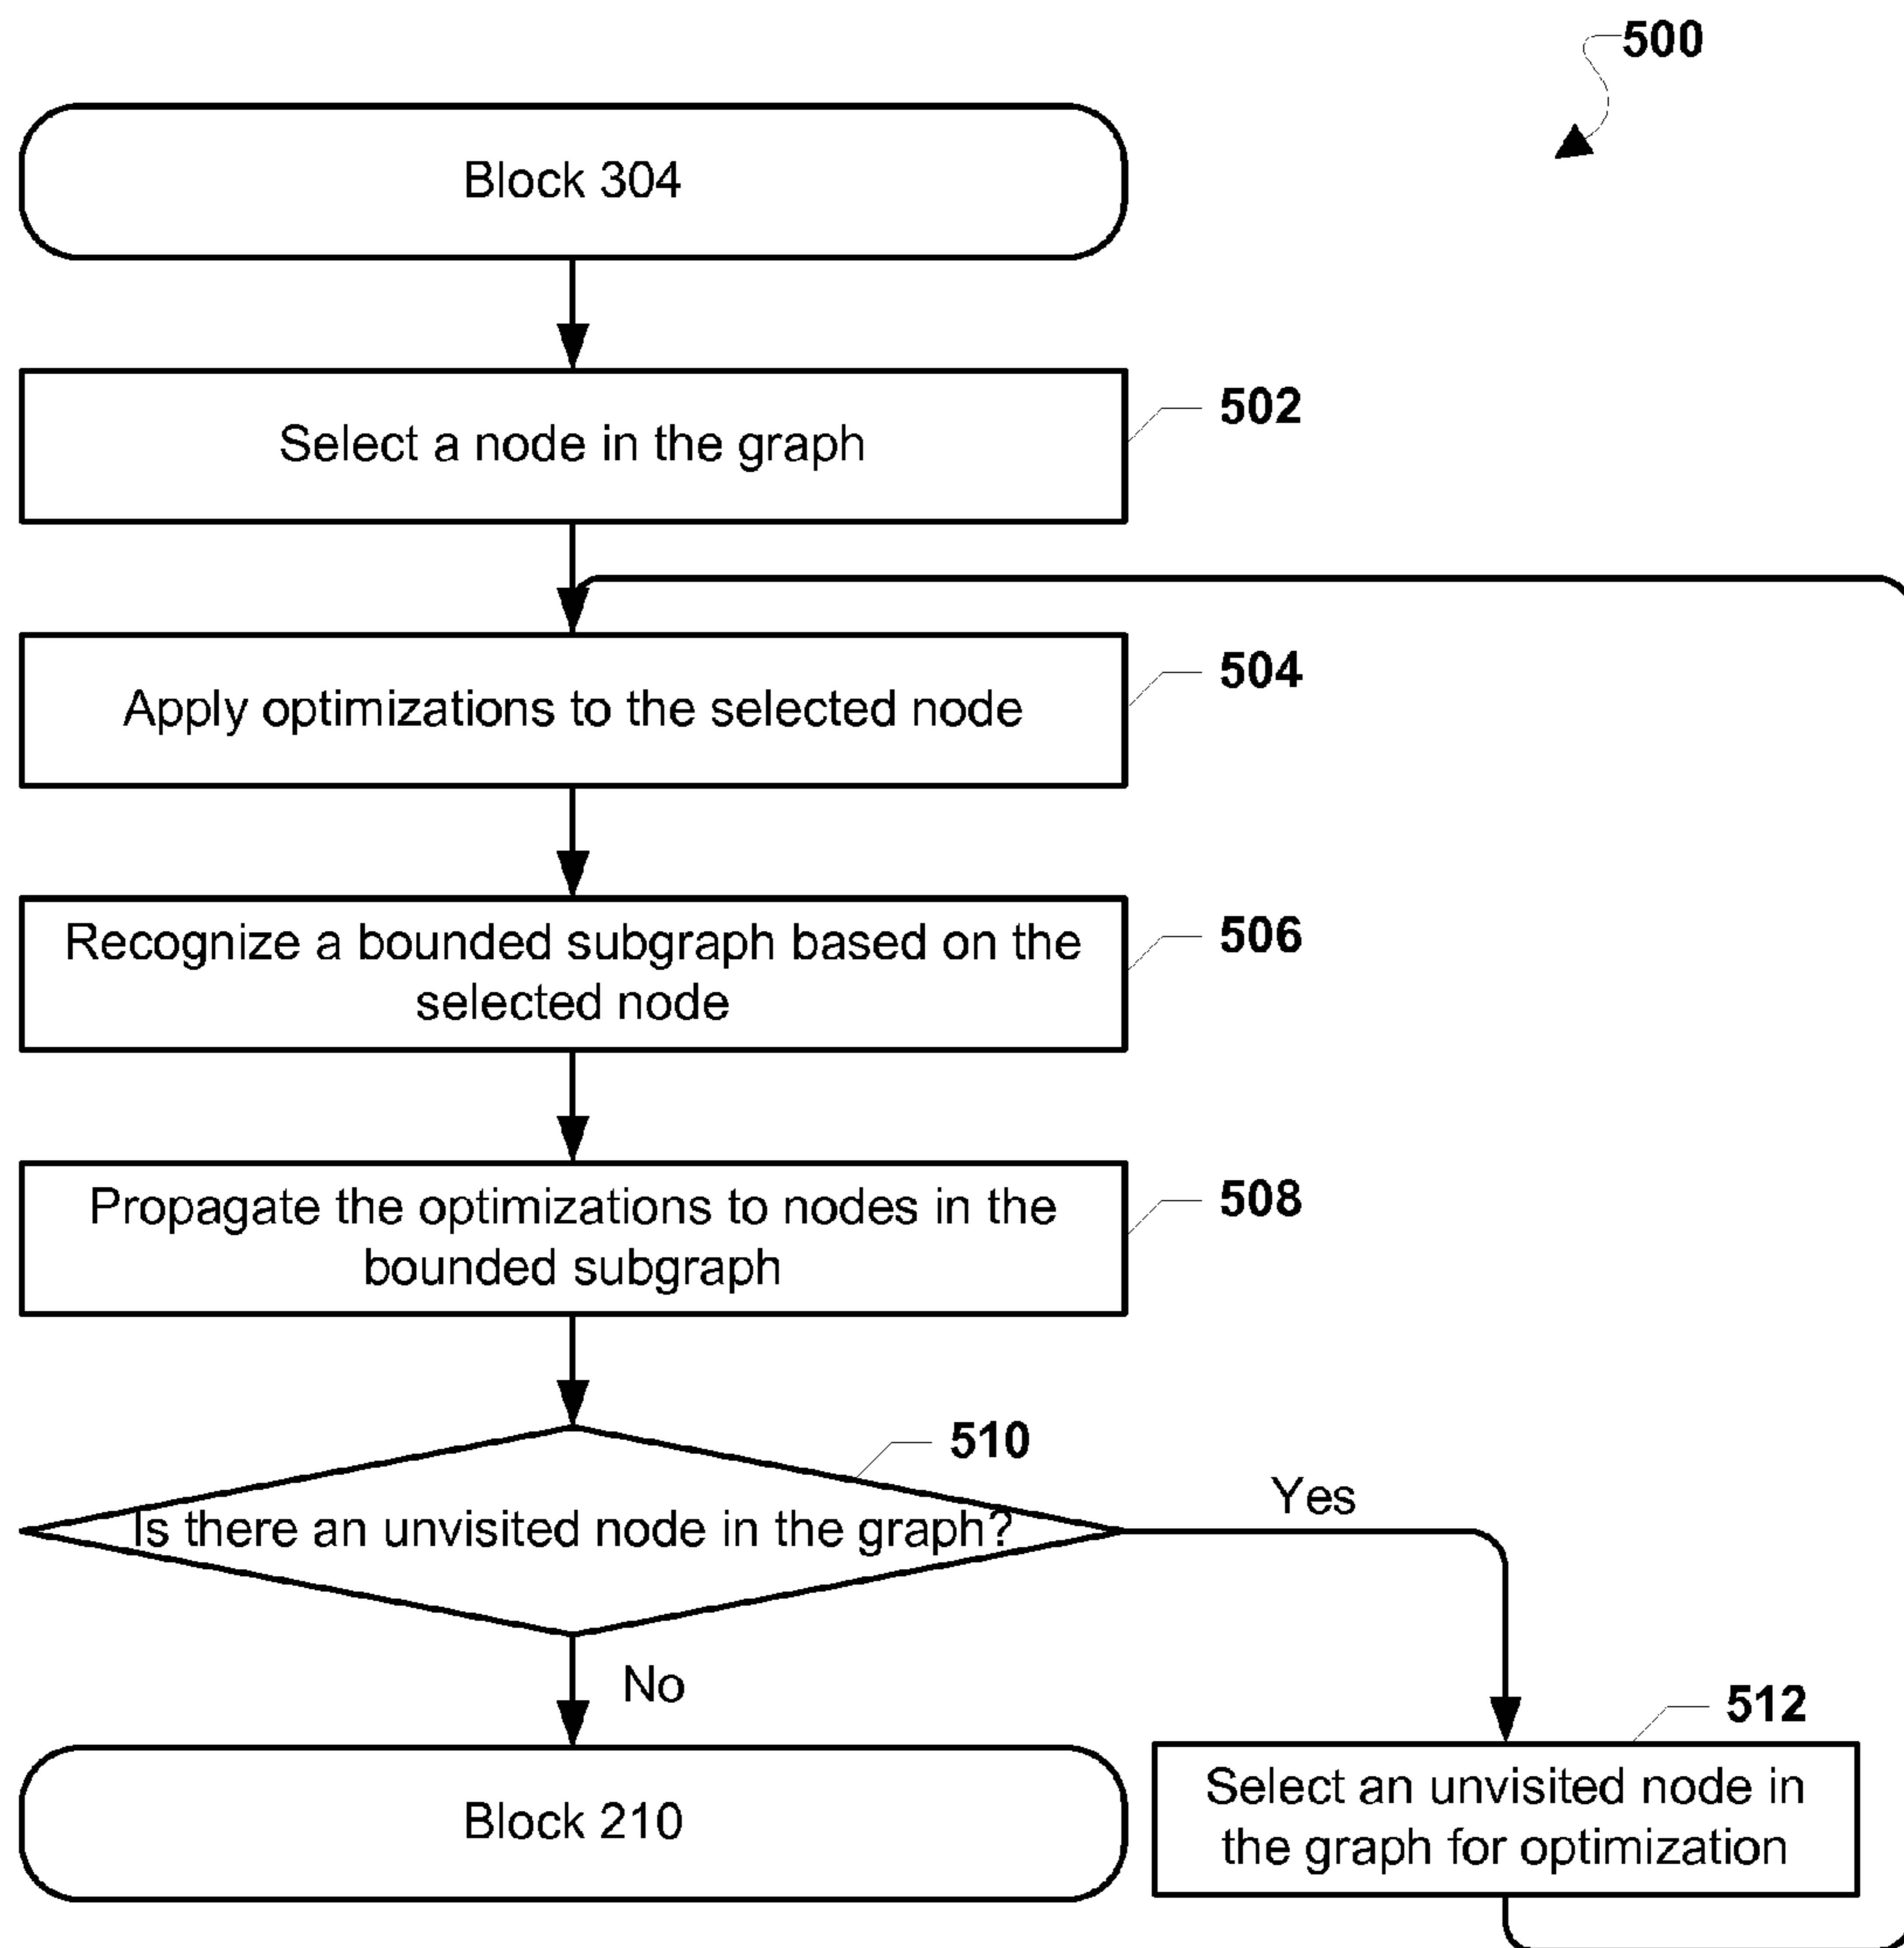 500
Block 304
Select a node in the graph
502
Apply optimizations to the selected node
504
Recognize a bounded subgraph based on the
selected node
506
Propagate the optimizations to nodes in the
bounded subgraph
508
510
Is there an unvisited node in the graph?
Yes
No
512
Select an unvisited node in
the graph for optimization
Block 210